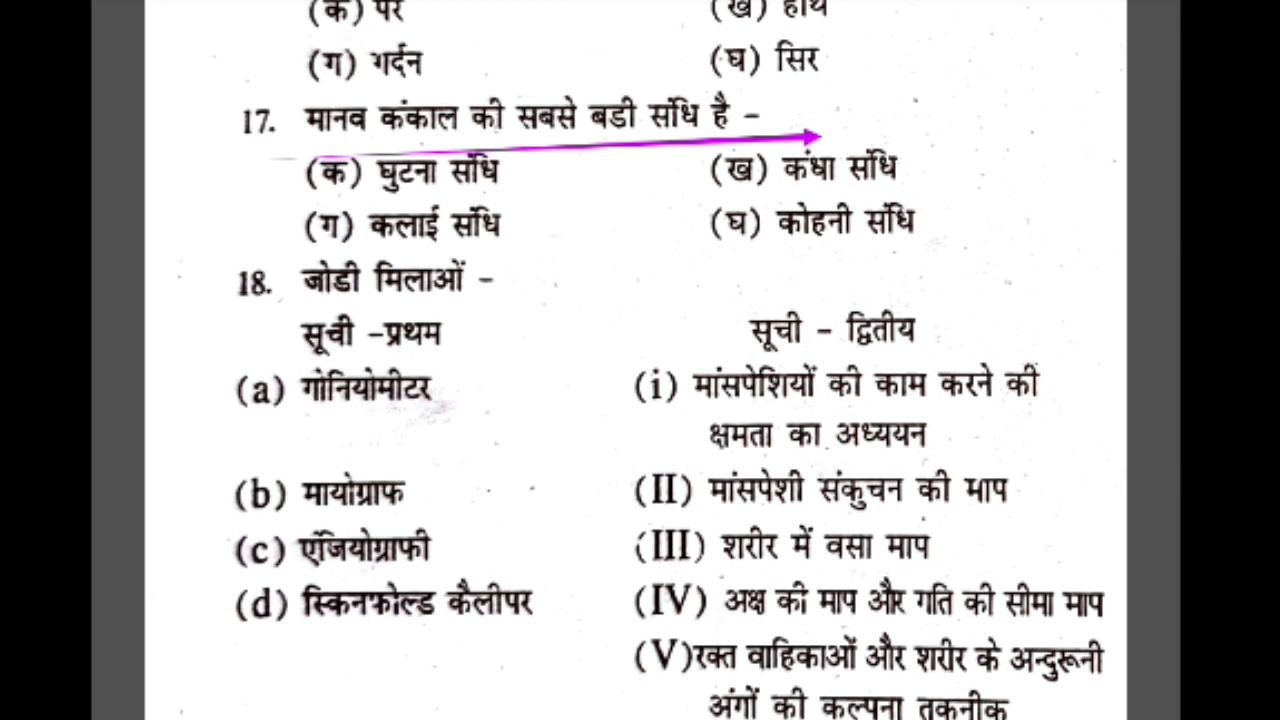 (क) पैर (ख) हाथ
(ग) गर्दन (घ) सिर
17. मानव कंकाल की सबसे बडी संधि है -
(क) घुटना संधि (ख) कंधा संधि
(ग) कलाई संधि (घ) कोहनी संधि
18. जोडी मिलाओं -
सूची -प्रथम सूची - द्वितीय
(a) गोनियोमीटर (i) मांसपेशियों की काम करने की
क्षमता का अध्ययन
(b) मायोग्राफ (II) मांसपेशी संकुचन की माप
(c) एंजियोग्राफी (III) शरीर में वसा माप
(d) स्किनफोल्ड कैलीपर (IV) अक्ष की माप और गति की सीमा माप
(V)रक्त वाहिकाओं और शरीर के अन्दुरूनी
अंगों की कल्पना तकनीक